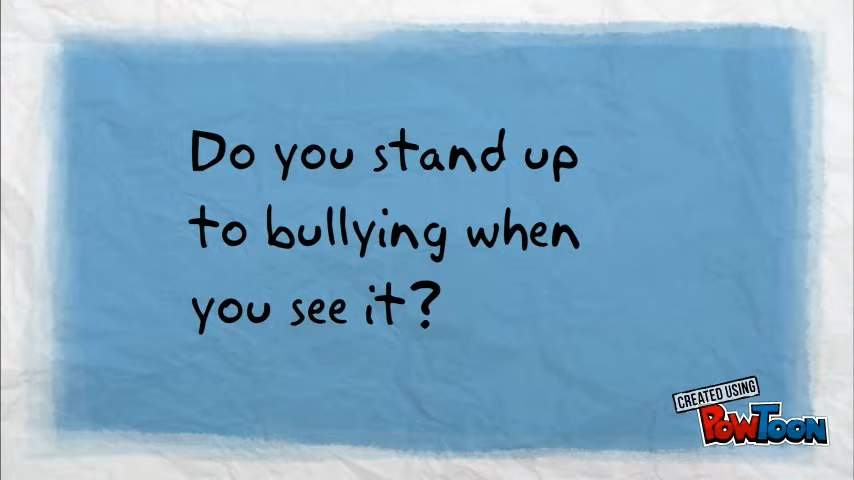 Do you stand up
to bullying when
you see it?
CREATED USING
POWTOON